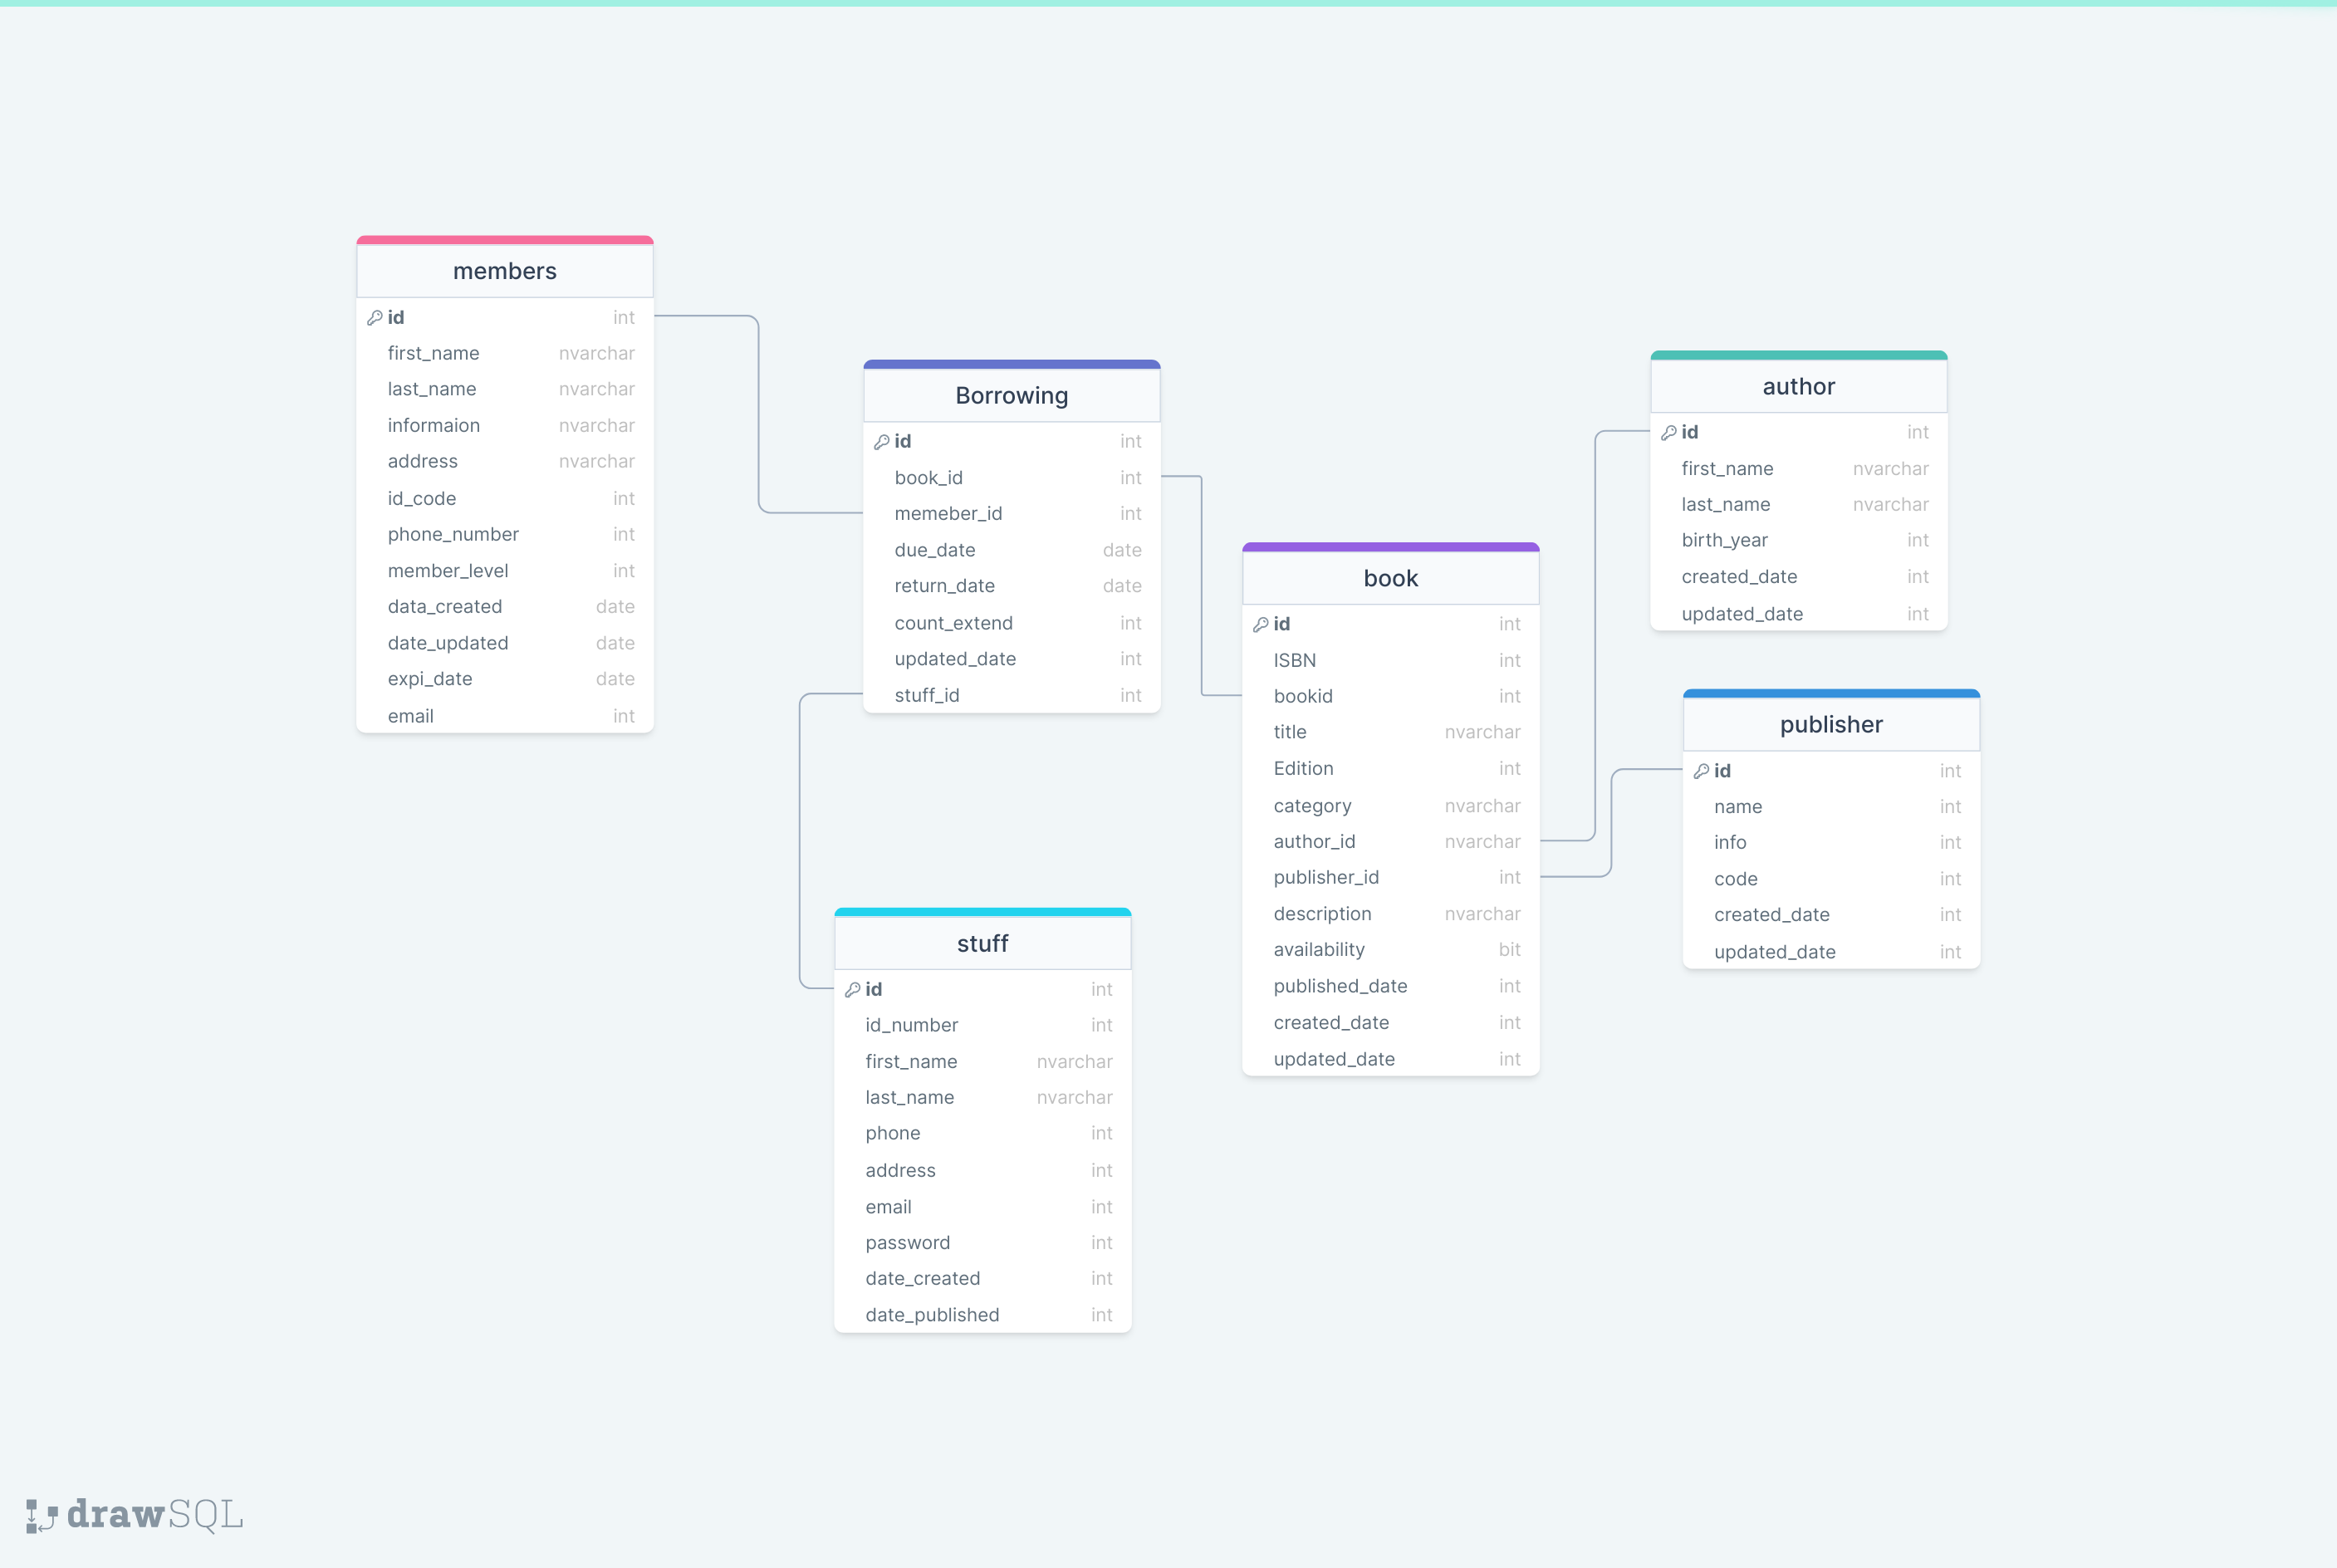 members
id int
first_name nvarchar
last_name nvarchar
informaion nvarchar
address nvarchar
id_code int
phone_number int
member_level int
data_created date
date_updated date
expi_date date
email int
Borrowing
id int
book_id int
memeber_id int
due_date date
return_date date
count_extend int
updated_date int
stuff_id int
stuff
id int
id_number int
first_name nvarchar
last_name nvarchar
phone int
address int
email int
password int
date_created int
date_published int
book
id int
ISBN int
bookid int
title nvarchar
Edition int
category nvarchar
author_id nvarchar
publisher_id int
description nvarchar
availability bit
published_date int
created_date int
updated_date int
author
id int
first_name nvarchar
last_name nvarchar
birth_year int
created_date int
updated_date int
publisher
id int
name int
info int
code int
created_date int
updated_date int
drawSQL